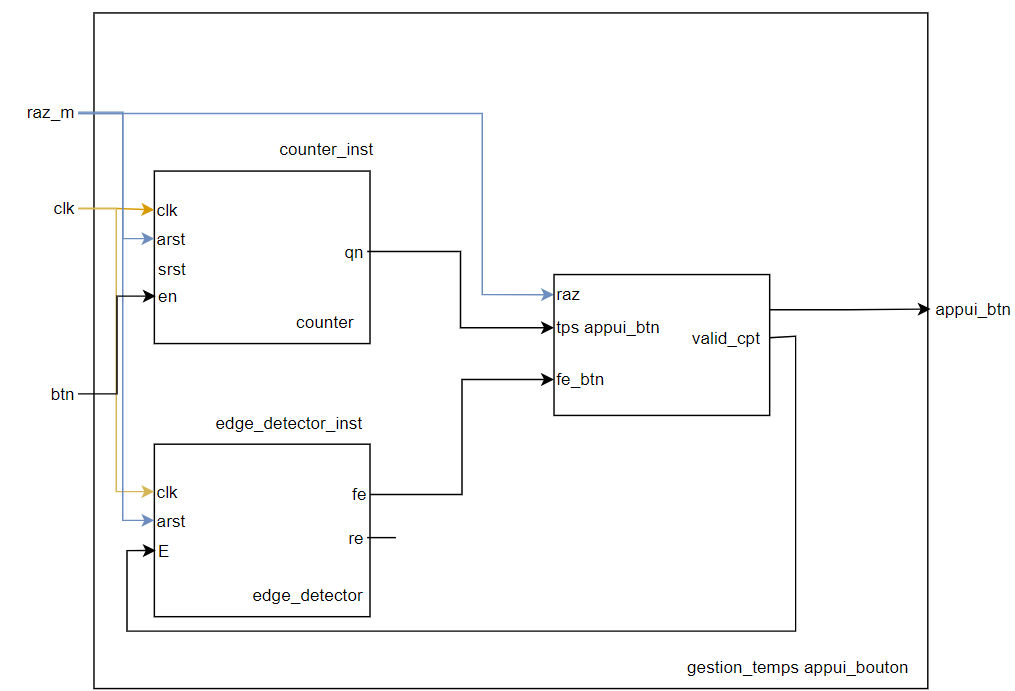 raz_m
counter_inst
clk
clk
arst
qn
srst
en
counter
raz
tps appui_btn
valid_cpt
fe_btn
appui_btn
btn
edge_detector_inst
clk
fe
arst
re
E
edge_detector
gestion_temps appui_bouton